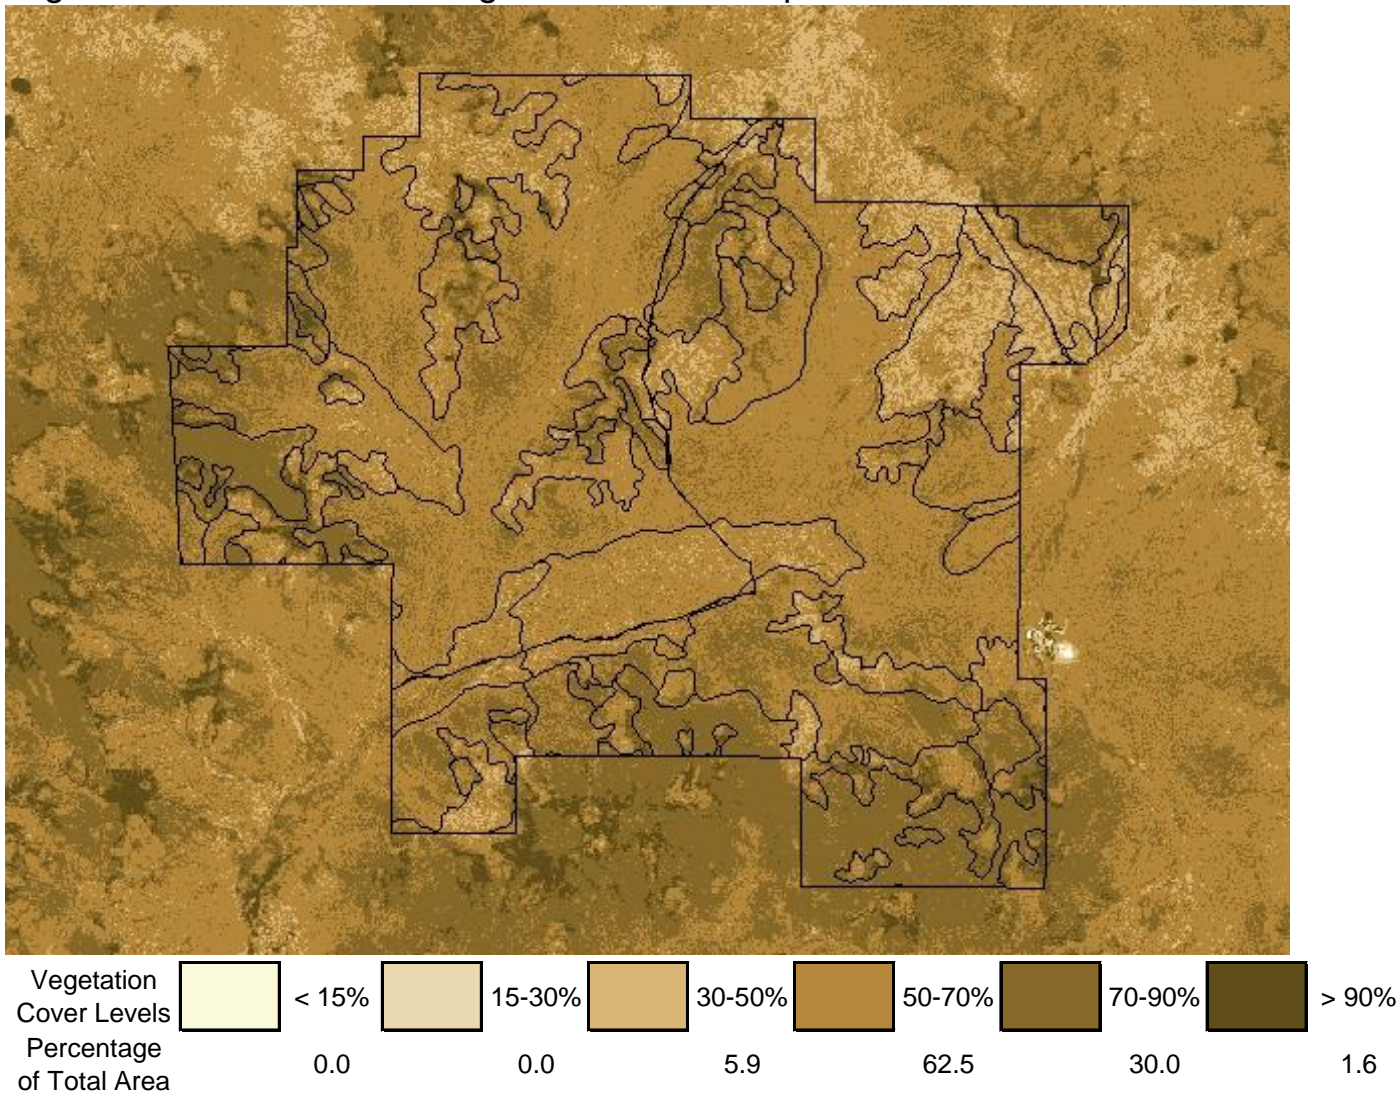 Vegetation Cover Levels < 15% 15-30% 30-50% 50-70% 70-90% > 90%
Percentage of Total Area 0.0 0.0 5.9 62.5 30.0 1.6